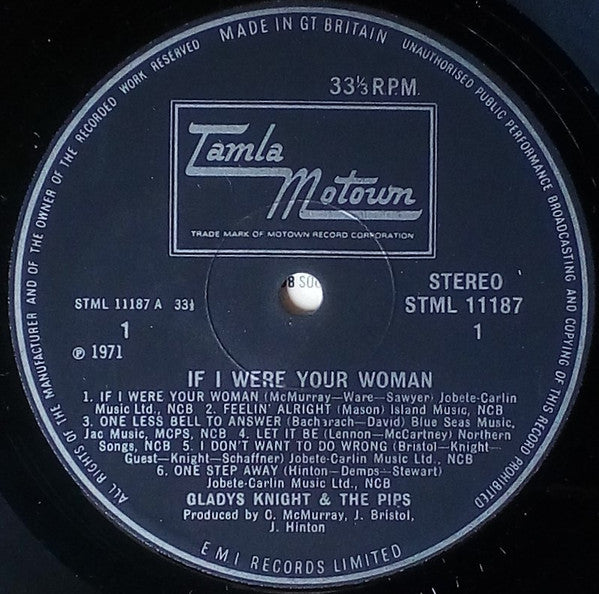 MADE IN GT BRITAIN
UNAUTHORISED PUBLIC PERFORMANCE BROADCASTING AND COPYING OF THIS RECORD PROHIBITED
ALL RIGHTS OF THE MANUFACTURER AND OF THE OWNER OF THE RECORDED WORK RESERVED
33⅓ R.P.M.
Tamla
Motown
TRADE MARK OF MOTOWN RECORD CORPORATION
STEREO
STML 11187 A 33⅓
STML 11187
1
1
℗ 1971
IF I WERE YOUR WOMAN
1. IF I WERE YOUR WOMAN (McMurray—Ware—Sawyer) Jobete-Carlin
Music Ltd., NCB 2. FEELIN' ALRIGHT (Mason) Island Music, NCB
3. ONE LESS BELL TO ANSWER (Bacharach—David) Blue Seas Music,
Jac Music, MCPS, NCB 4. LET IT BE (Lennon—McCartney) Northern
Songs, NCB 5. I DON'T WANT TO DO WRONG (Bristol—Knight—
Guest—Knight—Schaffner) Jobete-Carlin Music Ltd., NCB
6. ONE STEP AWAY (Hinton—Demps—Stewart)
Jobete-Carlin Music Ltd., NCB
GLADYS KNIGHT & THE PIPS
Produced by C. McMurray, J. Bristol,
J. Hinton
EMI RECORDS LIMITED